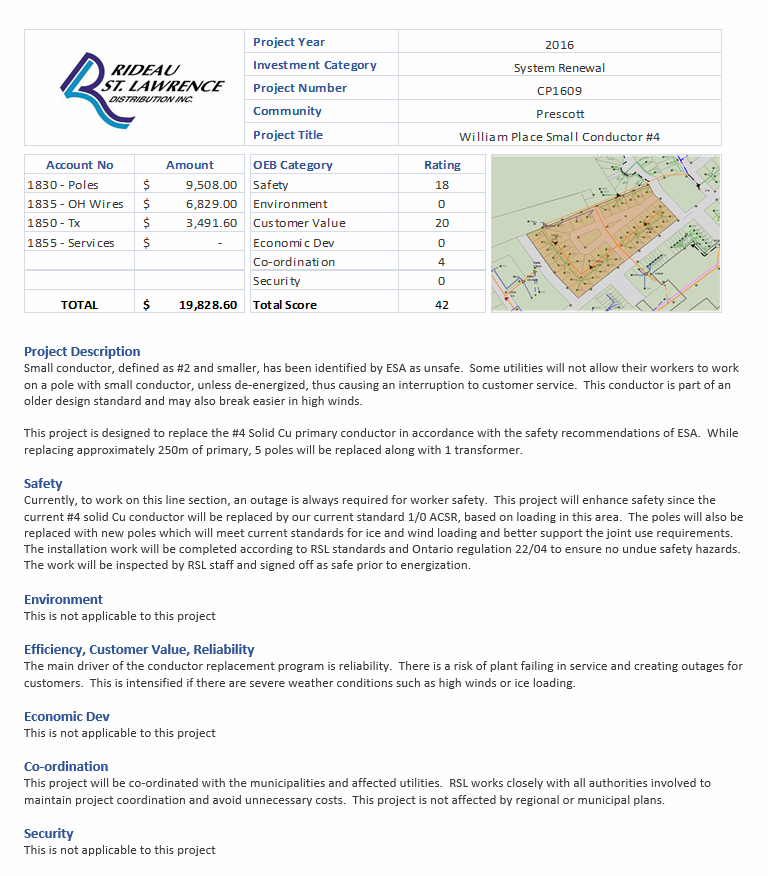 RIDEAU
ST. LAWRENCE
DISTRIBUTION INC.
Project Year 2016
Investment Category System Renewal
Project Number CP1609
Community Prescott
Project Title William Place Small Conductor #4
Account No Amount OEB Category Rating
1830 - Poles $ 9,508.00 Safety 18
1835 - OH Wires $ 6,829.00 Environment 0
1850 - Tx $ 3,491.60 Customer Value 20
1855 - Services $ - Economic Dev 0
Co-ordination 4
Security 0
TOTAL $ 19,828.60 Total Score 42
Project Description
Small conductor, defined as #2 and smaller, has been identified by ESA as unsafe. Some utilities will not allow their workers to work
on a pole with small conductor, unless de-energized, thus causing an interruption to customer service. This conductor is part of an
older design standard and may also break easier in high winds.
This project is designed to replace the #4 Solid Cu primary conductor in accordance with the safety recommendations of ESA. While
replacing approximately 250m of primary, 5 poles will be replaced along with 1 transformer.
Safety
Currently, to work on this line section, an outage is always required for worker safety. This project will enhance safety since the
current #4 solid Cu conductor will be replaced by our current standard 1/0 ACSR, based on loading in this area. The poles will also be
replaced with new poles which will meet current standards for ice and wind loading and better support the joint use requirements.
The installation work will be completed according to RSL standards and Ontario regulation 22/04 to ensure no undue safety hazards.
The work will be inspected by RSL staff and signed off as safe prior to energization.
Environment
This is not applicable to this project
Efficiency, Customer Value, Reliability
The main driver of the conductor replacement program is reliability. There is a risk of plant failing in service and creating outages for
customers. This is intensified if there are severe weather conditions such as high winds or ice loading.
Economic Dev
This is not applicable to this project
Co-ordination
This project will be co-ordinated with the municipalities and affected utilities. RSL works closely with all authorities involved to
maintain project coordination and avoid unnecessary costs. This project is not affected by regional or municipal plans.
Security
This is not applicable to this project